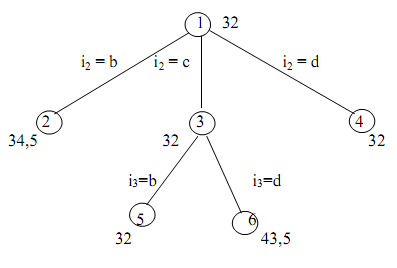 1 32
i₂ = b i₂ = c i₂ = d
2 3 4
34,5 32 32
i₃=b i₃=d
5 6
32 43,5